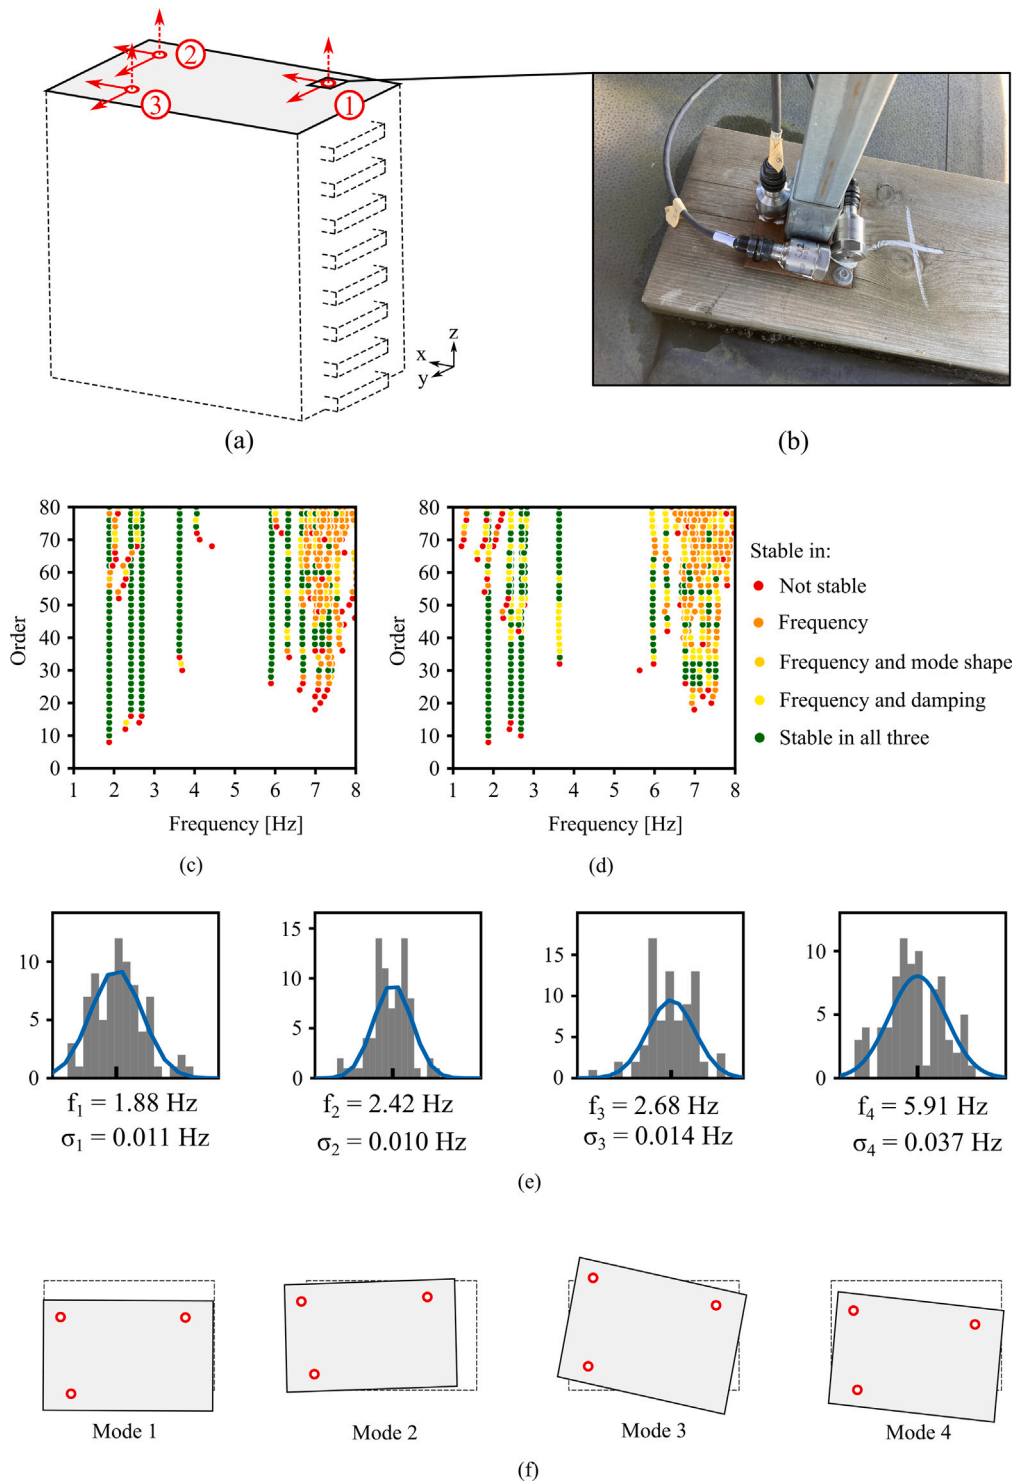 2
3
1
z
x
y
(a)
(b)
80
70
60
50
40
30
20
10
0
Order
1 2 3 4 5 6 7 8
Frequency [Hz]
(c)
80
70
60
50
40
30
20
10
0
Order
1 2 3 4 5 6 7 8
Frequency [Hz]
(d)
Stable in:
Not stable
Frequency
Frequency and mode shape
Frequency and damping
Stable in all three
10
5
0
f₁ = 1.88 Hz
σ₁ = 0.011 Hz
15
10
5
0
f₂ = 2.42 Hz
σ₂ = 0.010 Hz
15
10
5
0
f₃ = 2.68 Hz
σ₃ = 0.014 Hz
10
5
0
f₄ = 5.91 Hz
σ₄ = 0.037 Hz
(e)
Mode 1
Mode 2
Mode 3
Mode 4
(f)